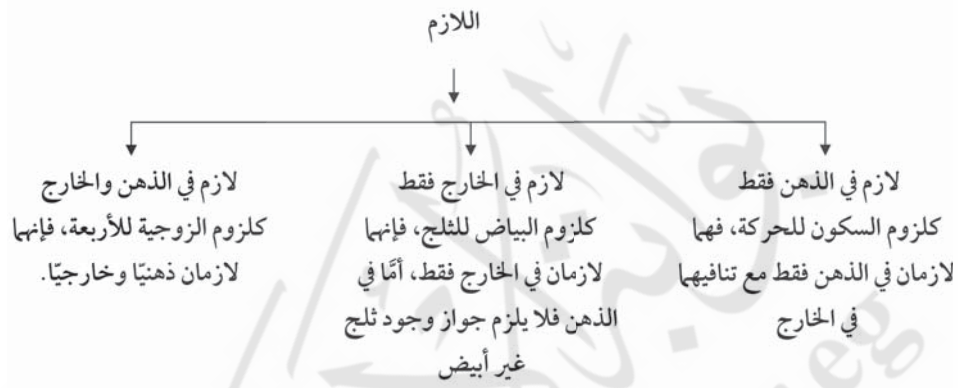 اللازم
لازم في الذهن فقط
كلزوم السكون للحركة، فهما
لازمان في الذهن فقط مع تنافيهما
في الخارج
لازم في الخارج فقط
كلزوم البياض للثلج، فإنهما
لازمان في الخارج فقط، أمَّا في
الذهن فلا يلزم جواز وجود ثلج
غير أبيض
لازم في الذهن والخارج
كلزوم الزوجية للأربعة، فإنهما
لازمان ذهنيّا وخارجيّا.